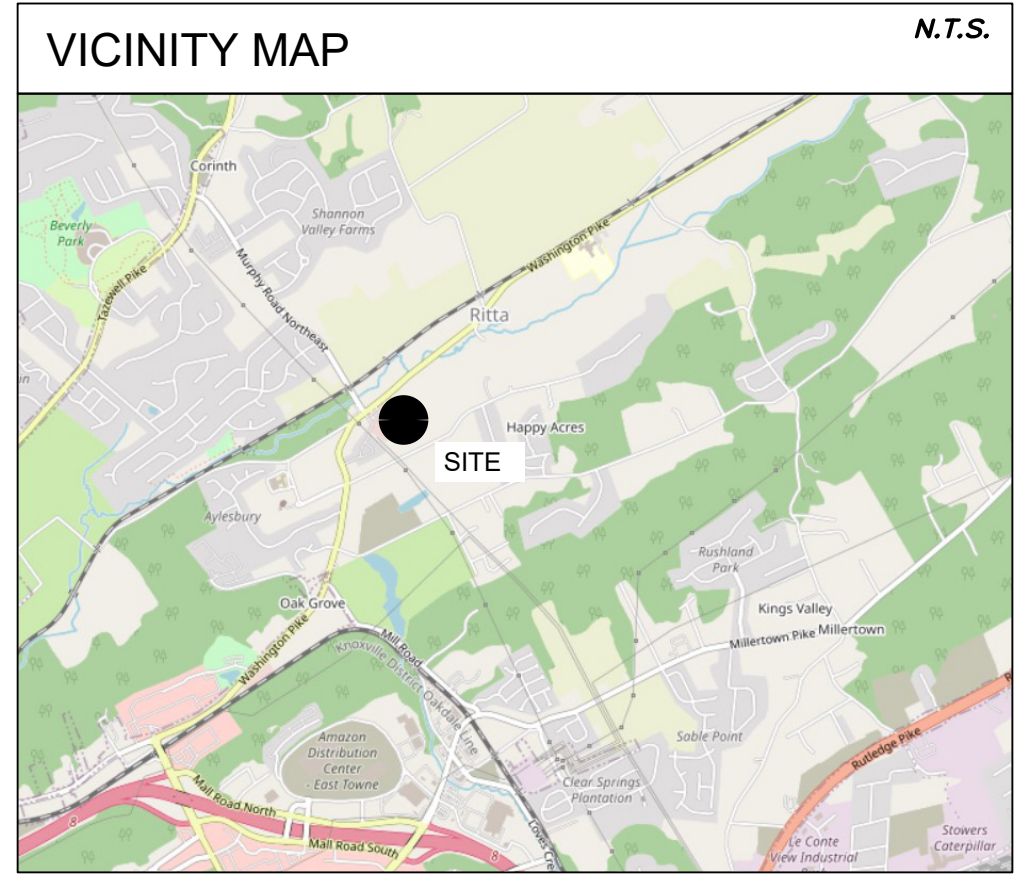 VICINITY MAP
N.T.S.
Corinth
Shannon
Valley Farms
Beverly
Park
Tazewell Pike
Murphy Road Northeast
Washington Pike
Ritta
Happy Acres
SITE
Aylesbury
Rushland
Park
Oak Grove
Kings Valley
Millertown Pike
Millertown
Washington Pike
Mill Road
Knoxville District Oakdale Line
Amazon
Distribution
Center
- East Towne
Sable Point
Rutledge Pike
Clear Springs
Plantation
Mall Road North
Mall Road South
8
8
Loves Cre
Le Conte
View Industrial
Stowers
Caterpillar